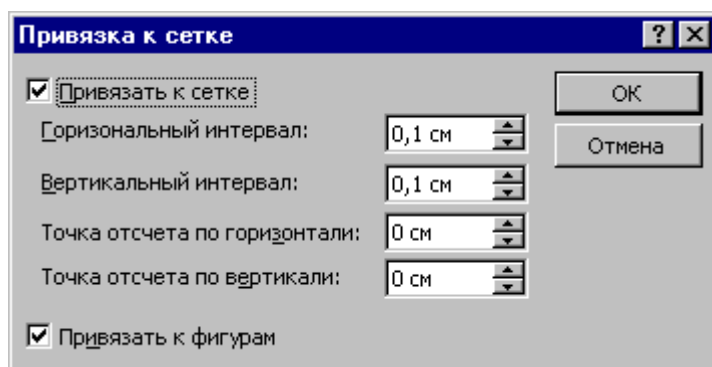 Привязка к сетке
Привязать к сетке
ОК
Горизональный интервал: 0,1 см
Отмена
Вертикальный интервал: 0,1 см
Точка отсчета по горизонтали: 0 см
Точка отсчета по вертикали: 0 см
Привязать к фигурам